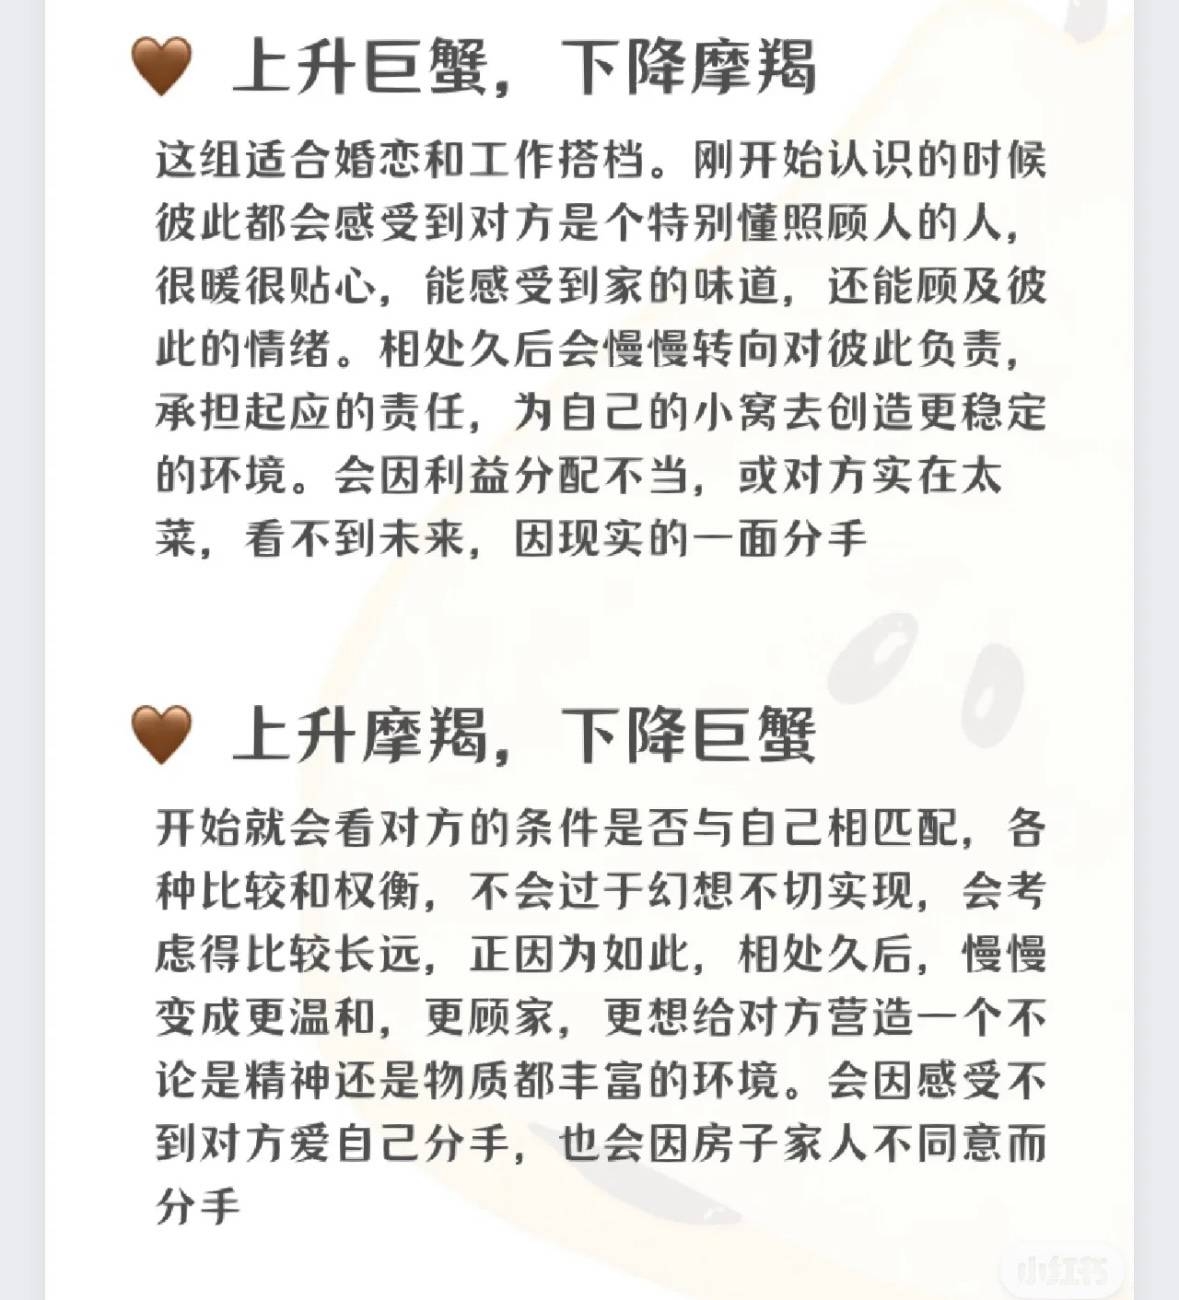 🤎 上升巨蟹，下降摩羯
这组适合婚恋和工作搭档。刚开始认识的时候
彼此都会感受到对方是个特别懂照顾人的人，
很暖很贴心，能感受到家的味道，还能顾及彼
此的情绪。相处久后会慢慢转向对彼此负责，
承担起应的责任，为自己的小窝去创造更稳定
的环境。会因利益分配不当，或对方实在太
菜，看不到未来，因现实的一面分手
🤎 上升摩羯，下降巨蟹
开始就会看对方的条件是否与自己相匹配，各
种比较和权衡，不会过于幻想不切实现，会考
虑得比较长远，正因为如此，相处久后，慢慢
变成更温和，更顾家，更想给对方营造一个不
论是精神还是物质都丰富的环境。会因感受不
到对方爱自己分手，也会因房子家人不同意而
分手
小红书